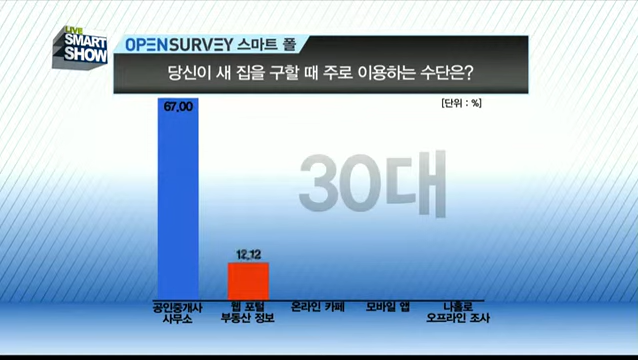 LIVE
SMART
SHOW
OPENSURVEY 스마트 폴
당신이 새 집을 구할 때 주로 이용하는 수단은?
[단위 : %]
67.00
30대
12.12
공인중개사
사무소
웹 포털
부동산 정보
온라인 카페
모바일 앱
나홀로
오프라인 조사